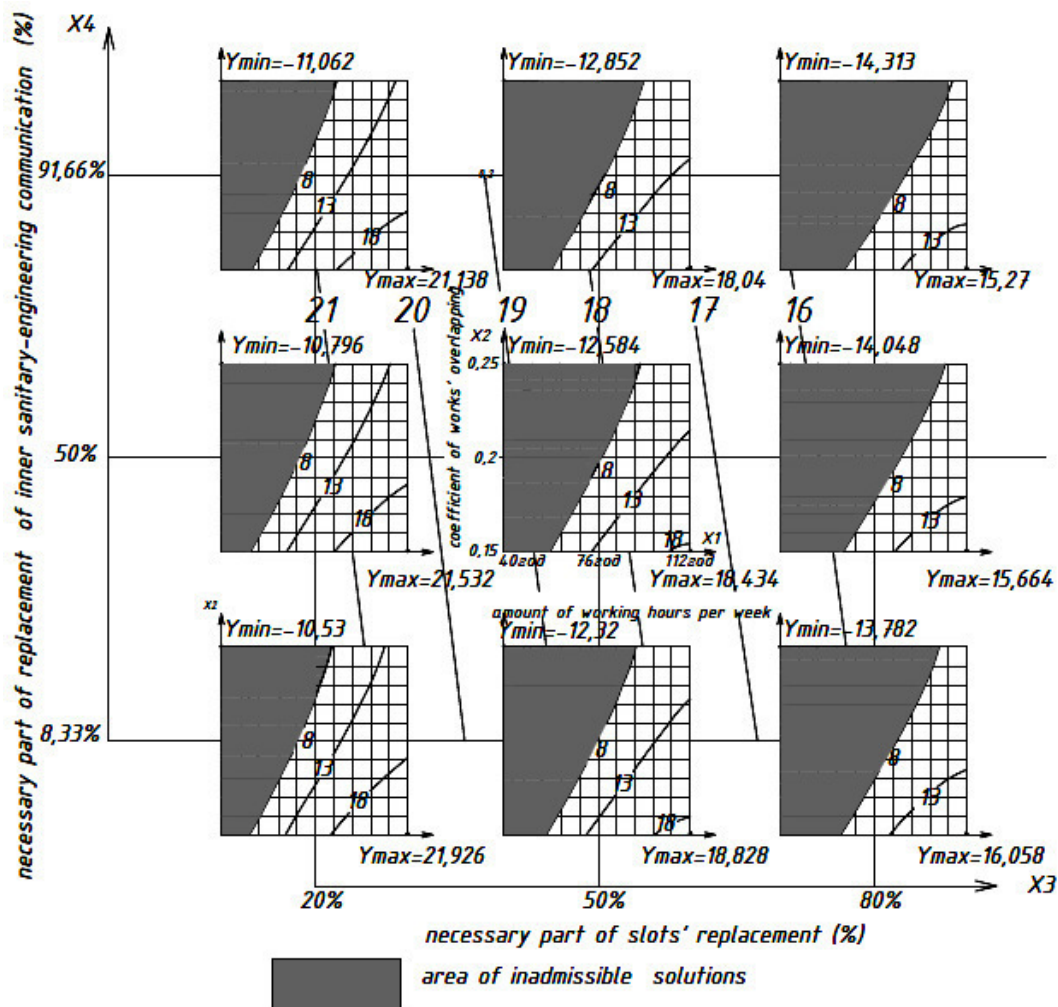 necessary part of replacement of inner sanitary-engineering communication (%)
X4
Ymin=-11,062
Ymin=-12,852
Ymin=-14,313
91,66%
8
13
18
8
13
8
13
Ymax=21,138
Ymax=18,04
Ymax=15,27
21
20
19
18
17
16
coefficient of works' overlapping
X2
Ymin=-10,796
Ymin=-12,584
Ymin=-14,048
0,25
50%
0,2
0,15
8
13
18
8
13
18
X1
8
13
40год
76год
112год
Ymax=21,532
Ymax=18,434
Ymax=15,664
amount of working hours per week
X2
Ymin=-10,53
Ymin=-12,32
Ymin=-13,782
8,33%
8
13
18
8
13
18
8
13
Ymax=21,926
Ymax=18,828
Ymax=16,058
20%
50%
80%
X3
necessary part of slots' replacement (%)
area of inadmissible solutions